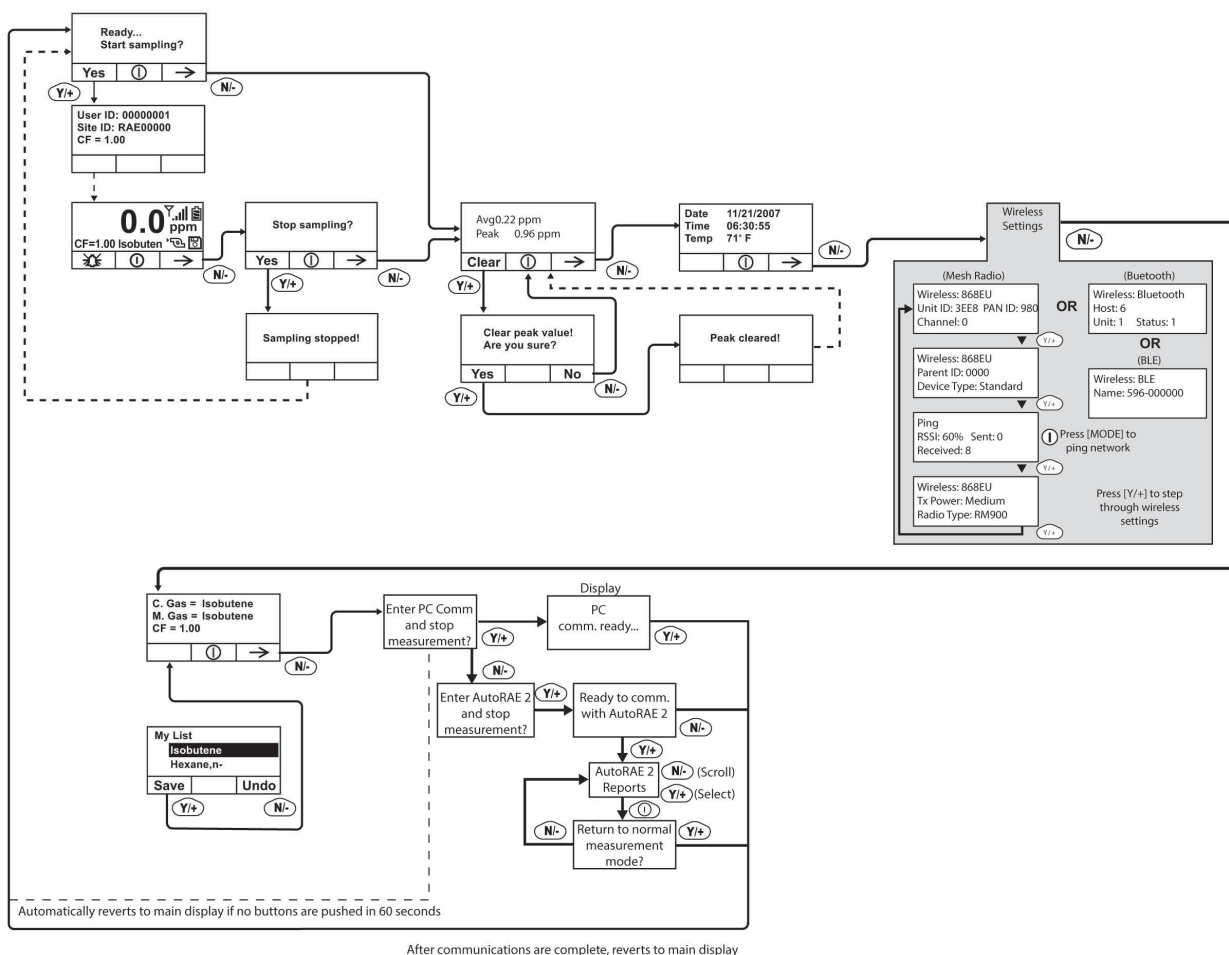 Ready...
Start sampling?
Yes
N/-
Y/+
User ID: 00000001
Site ID: RAE00000
CF = 1.00
0.0 ppm
CF=1.00 Isobuten
N/-
Stop sampling?
Yes
Y/+
N/-
Sampling stopped!
Avg0.22 ppm
Peak 0.96 ppm
Clear
Y/+
N/-
Clear peak value!
Are you sure?
Yes No
Y/+
N/-
Peak cleared!
Date 11/21/2007
Time 06:30:55
Temp 71° F
N/-
Wireless
Settings
N/-
(Mesh Radio)
Wireless: 868EU
Unit ID: 3EE8 PAN ID: 980
Channel: 0
Y/+
Wireless: 868EU
Parent ID: 0000
Device Type: Standard
Y/+
Ping
RSSI: 60% Sent: 0
Received: 8
Y/+
Wireless: 868EU
Tx Power: Medium
Radio Type: RM900
Y/+
OR
(Buetooth)
Wireless: Bluetooth
Host: 6
Unit: 1 Status: 1
OR
(BLE)
Wireless: BLE
Name: 596-000000
Press [MODE] to
ping network
Press [Y/+] to step
through wireless
settings
C. Gas = Isobutene
M. Gas = Isobutene
CF = 1.00
N/-
My List
Isobutene
Hexane,n-
Save Undo
Y/+
N/-
Enter PC Comm
and stop
measurement?
Y/+
N/-
Display
PC
comm. ready...
Y/+
Enter AutoRAE 2
and stop
measurement?
Y/+
Ready to comm.
with AutoRAE 2
N/-
Y/+
AutoRAE 2
Reports
N/- (Scroll)
Y/+ (Select)
Return to normal
measurement
mode?
N/-
Y/+
Automatically reverts to main display if no buttons are pushed in 60 seconds
After communications are complete, reverts to main display